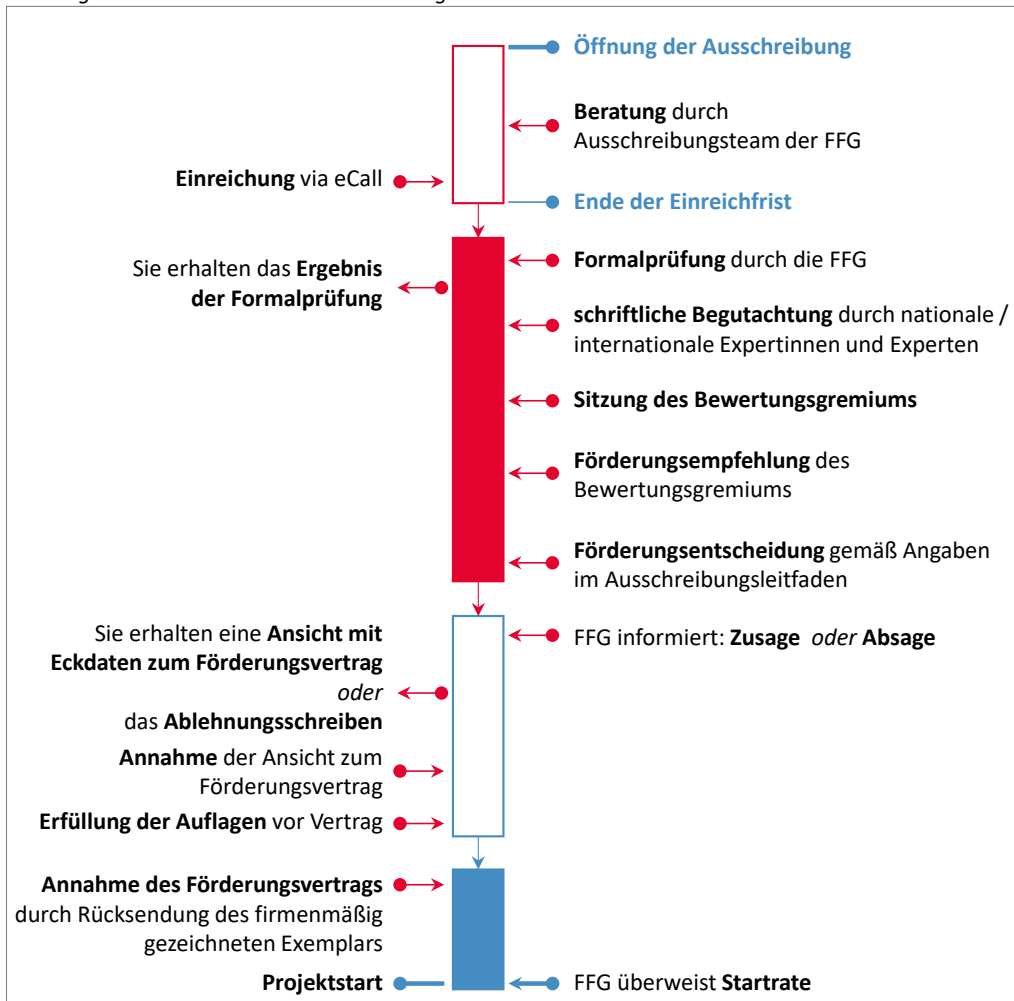 Öffnung der Ausschreibung
Beratung durch
Ausschreibungsteam der FFG
Einreichung via eCall
Ende der Einreichfrist
Formalprüfung durch die FFG
Sie erhalten das Ergebnis
der Formalprüfung
schriftliche Begutachtung durch nationale /
internationale Expertinnen und Experten
Sitzung des Bewertungsgremiums
Förderungsempfehlung des
Bewertungsgremiums
Förderungsentscheidung gemäß Angaben
im Ausschreibungsleitfaden
FFG informiert: Zusage oder Absage
Sie erhalten eine Ansicht mit
Eckdaten zum Förderungsvertrag
oder
das Ablehnungsschreiben
Annahme der Ansicht zum
Förderungsvertrag
Erfüllung der Auflagen vor Vertrag
Annahme des Förderungsvertrags
durch Rücksendung des firmenmäßig
gezeichneten Exemplars
Projektstart
FFG überweist Startrate